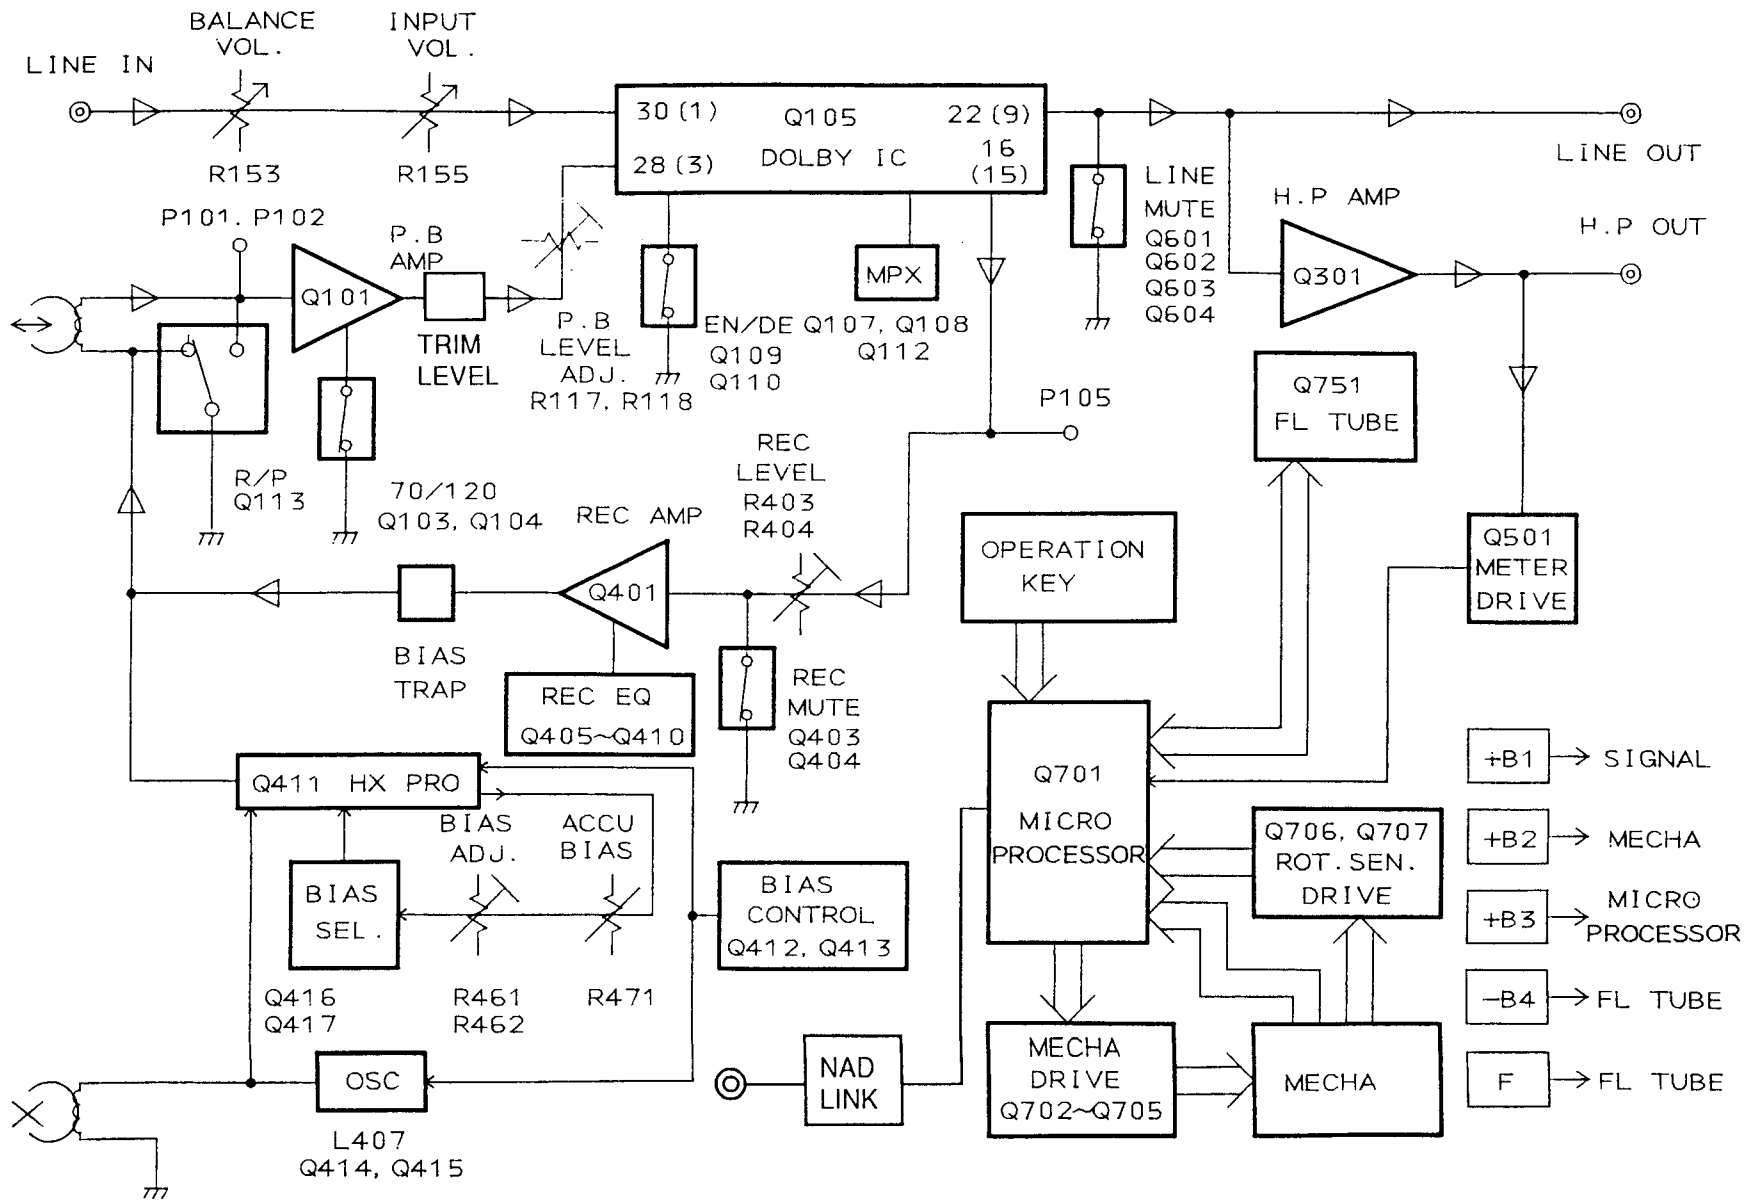 BALANCE
VOL.
INPUT
VOL.
LINE IN
R153
R155
30 (1)
Q105
22 (9)
28 (3)
DOLBY IC
16
(15)
LINE OUT
LINE
MUTE
Q601
Q602
Q603
Q604
H.P AMP
H.P OUT
Q301
P101. P102
P.B
AMP
Q101
TRIM
LEVEL
P.B
LEVEL
ADJ.
R117, R118
EN/DE
Q109
Q110
MPX
Q107, Q108
Q112
P105
Q751
FL TUBE
R/P
Q113
70/120
Q103, Q104
REC AMP
REC
LEVEL
R403
R404
Q401
BIAS
TRAP
REC EQ
Q405~Q410
REC
MUTE
Q403
Q404
OPERATION
KEY
Q501
METER
DRIVE
Q411 HX PRO
BIAS
ADJ.
ACCU
BIAS
BIAS
SEL.
Q416
Q417
R461
R462
R471
BIAS
CONTROL
Q412, Q413
Q701
MICRO
PROCESSOR
Q706, Q707
ROT.SEN.
DRIVE
+B1
SIGNAL
+B2
MECHA
+B3
MICRO
PROCESSOR
-B4
FL TUBE
F
FL TUBE
OSC
L407
Q414, Q415
NAD
LINK
MECHA
DRIVE
Q702~Q705
MECHA